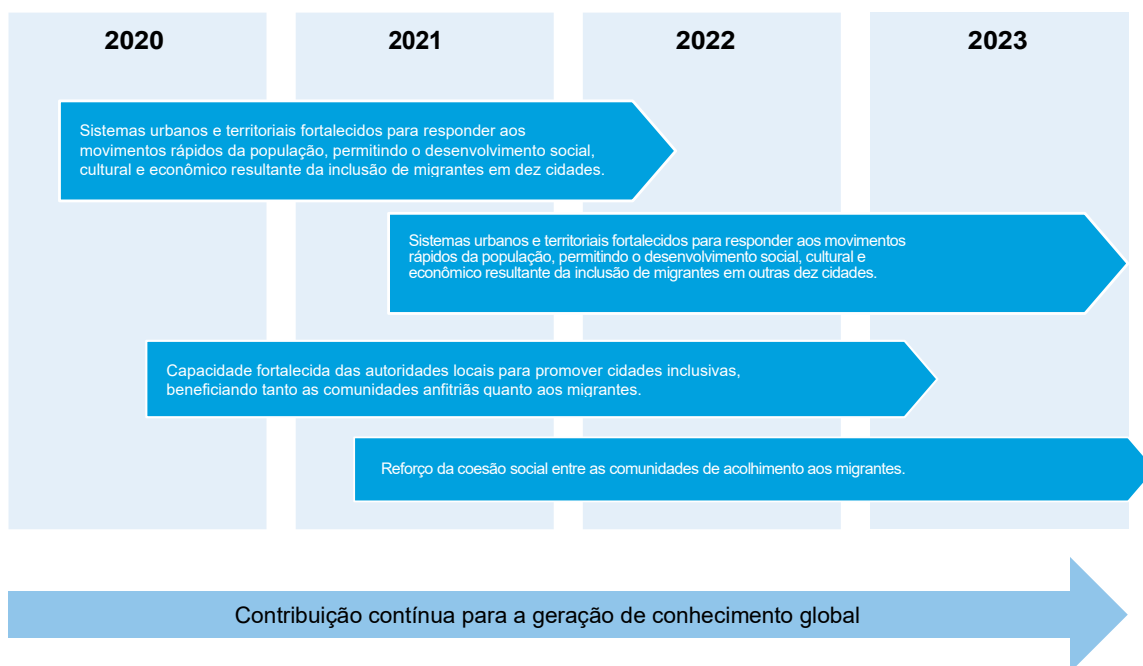 2020
2021
2022
2023
Sistemas urbanos e territoriais fortalecidos para responder aos
movimentos rápidos da população, permitindo o desenvolvimento social,
cultural e econômico resultante da inclusão de migrantes em dez cidades.
Sistemas urbanos e territoriais fortalecidos para responder aos movimentos
rápidos da população, permitindo o desenvolvimento social, cultural e
econômico resultante da inclusão de migrantes em outras dez cidades.
Capacidade fortalecida das autoridades locais para promover cidades inclusivas,
beneficiando tanto as comunidades anfitriãs quanto aos migrantes.
Reforço da coesão social entre as comunidades de acolhimento aos migrantes.
Contribuição contínua para a geração de conhecimento global